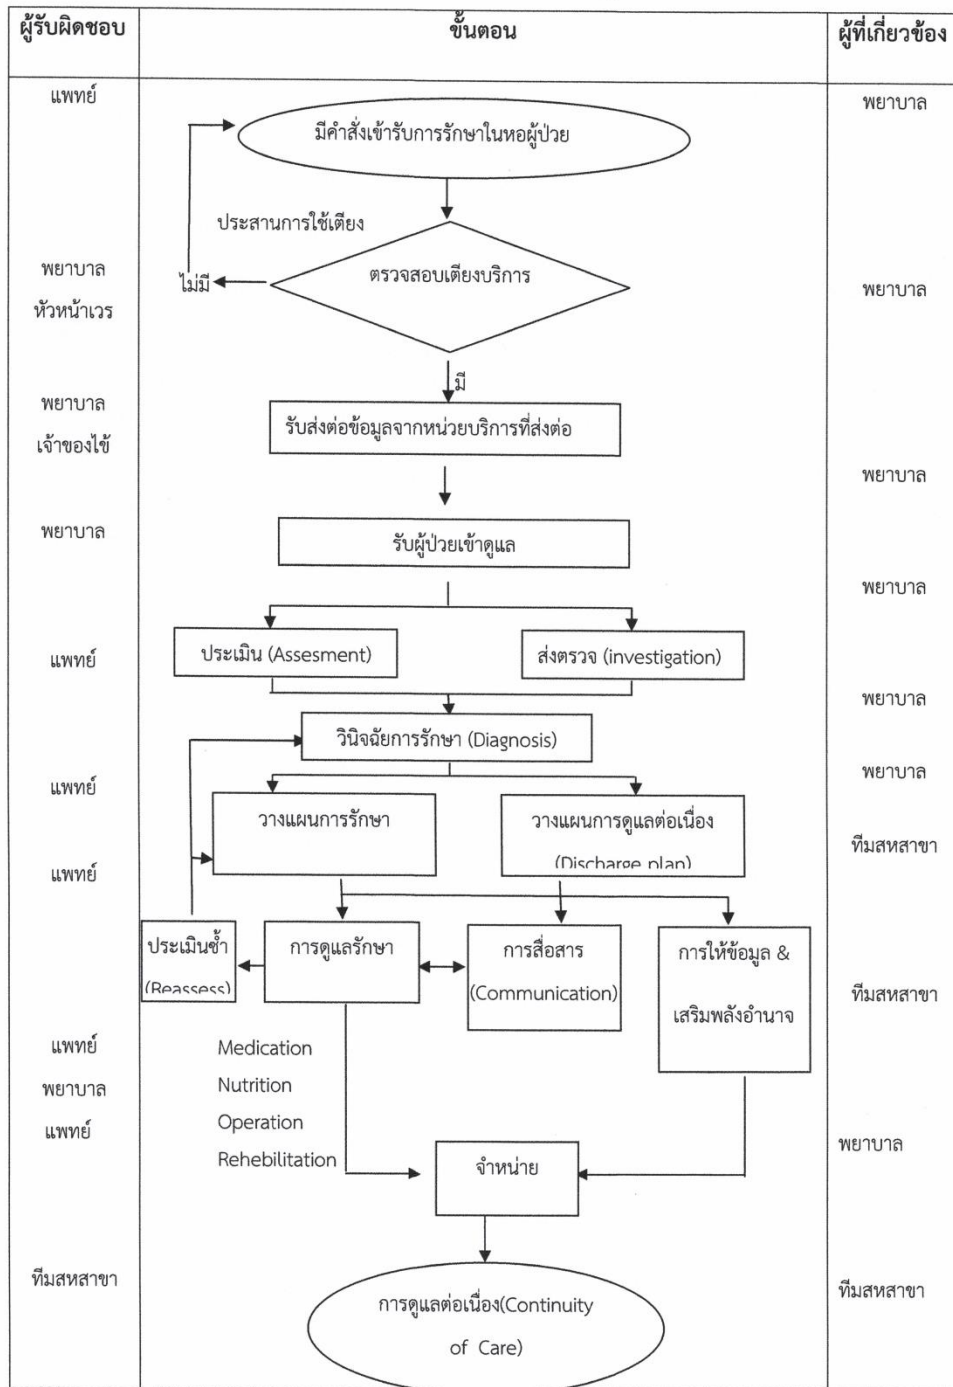 ผู้รับผิดชอบ
ขั้นตอน
ผู้ที่เกี่ยวข้อง
แพทย์
มีคำสั่งเข้ารับการรักษาในหอผู้ป่วย
พยาบาล
ประสานการใช้เตียง
พยาบาล
หัวหน้าเวร
ไม่มี
ตรวจสอบเตียงบริการ
พยาบาล
มี
พยาบาล
เจ้าของไข้
รับส่งต่อข้อมูลจากหน่วยบริการที่ส่งต่อ
พยาบาล
พยาบาล
รับผู้ป่วยเข้าดูแล
พยาบาล
แพทย์
ประเมิน (Assesment)
ส่งตรวจ (investigation)
พยาบาล
วินิจฉัยการรักษา (Diagnosis)
พยาบาล
แพทย์
วางแผนการรักษา
วางแผนการดูแลต่อเนื่อง
(Discharge plan)
ทีมสหสาขา
แพทย์
ประเมินซ้ำ
(Reassess)
การดูแลรักษา
การสื่อสาร
(Communication)
การให้ข้อมูล &
เสริมพลังอำนาจ
ทีมสหสาขา
แพทย์
พยาบาล
แพทย์
Medication
Nutrition
Operation
Rehebilitation
จำหน่าย
พยาบาล
ทีมสหสาขา
การดูแลต่อเนื่อง(Continuity
of Care)
ทีมสหสาขา